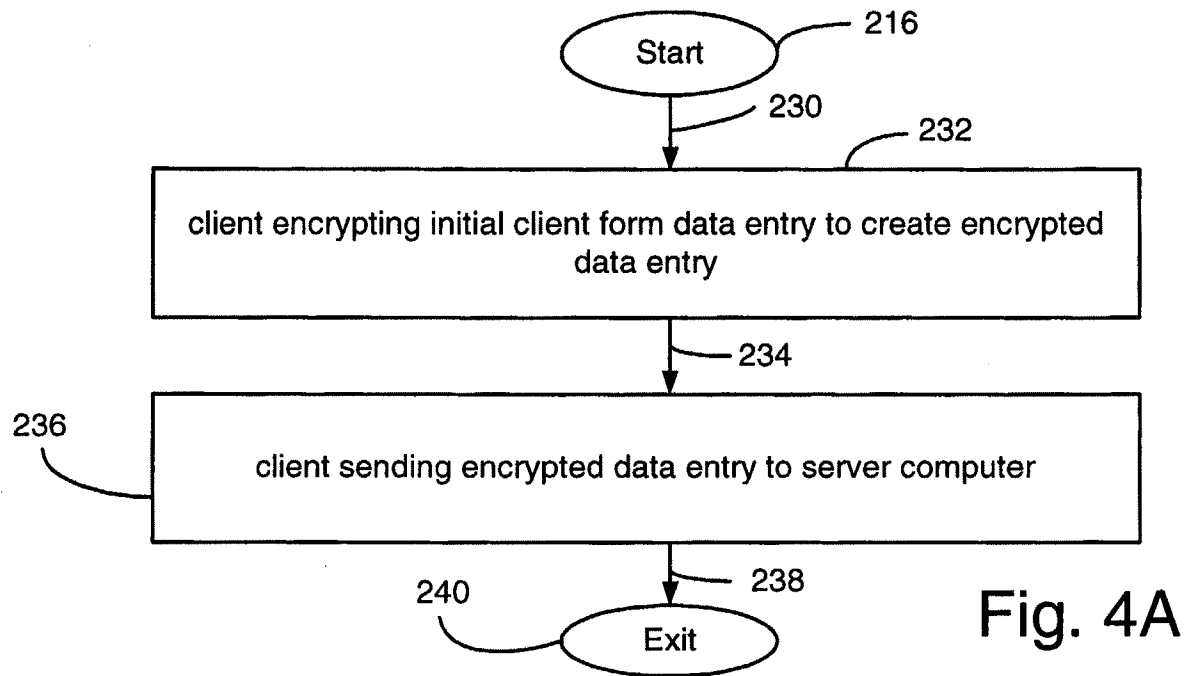 Start
216
230
232
client encrypting initial client form data entry to create encrypted
data entry
234
236
client sending encrypted data entry to server computer
238
240
Exit
Fig. 4A